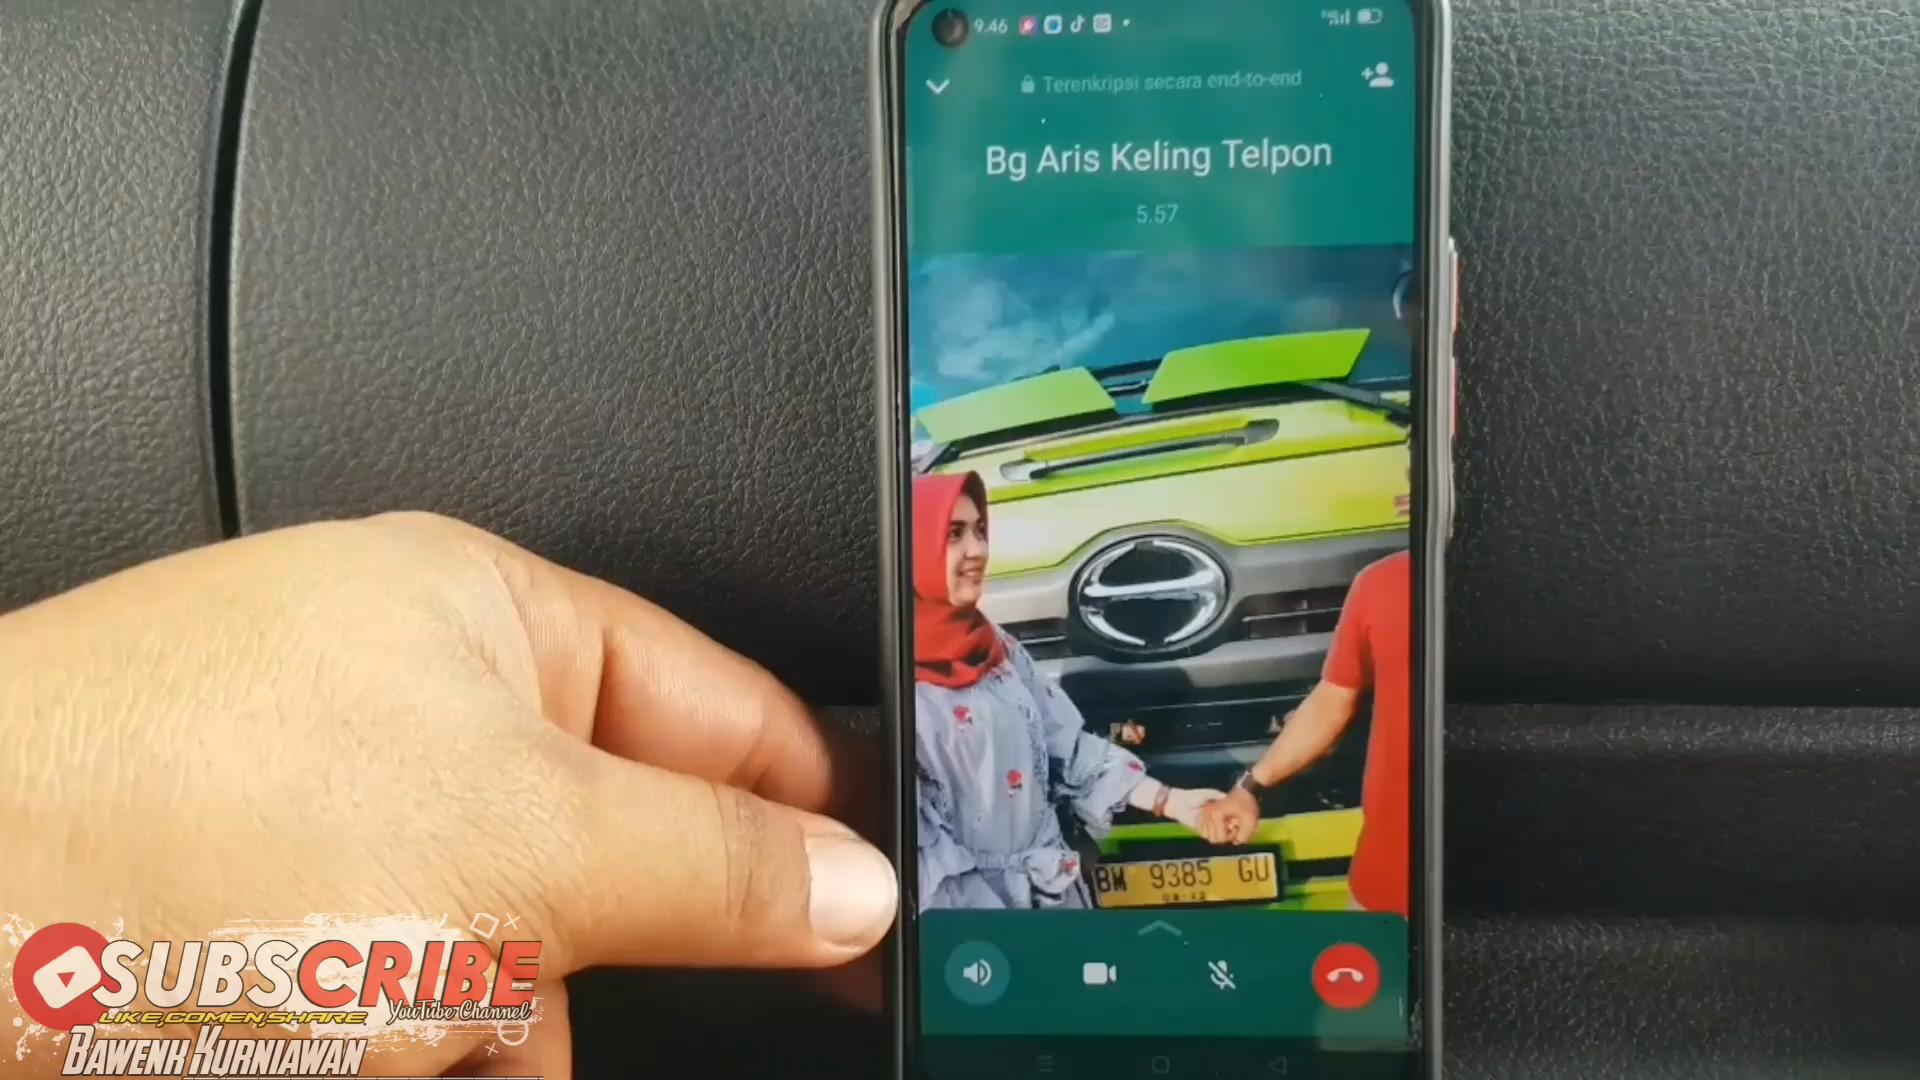 9.46
Terenkripsi secara end-to-end
Bg Aris Keling Telpon
5.57
BM 9385 GU
SUBSCRIBE
LIKE,COMEN,SHARE YouTube Channel
BAWENK KURNIAWAN